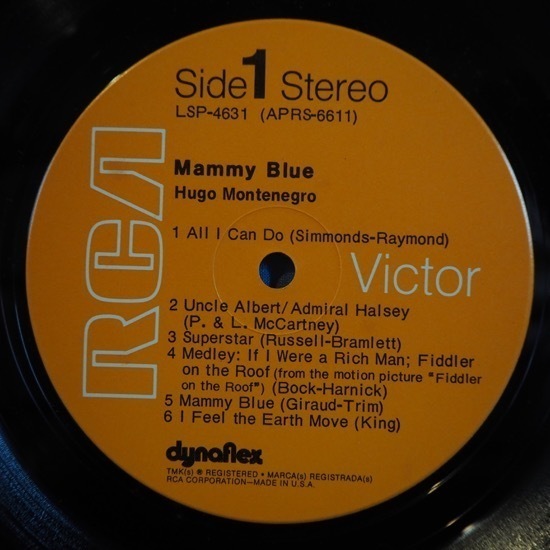 Side 1 Stereo
LSP-4631 (APRS-6611)
RCA
Mammy Blue
Hugo Montenegro
1 All I Can Do (Simmonds-Raymond)
Victor
2 Uncle Albert/Admiral Halsey
(P. & L. McCartney)
3 Superstar (Russell-Bramlett)
4 Medley: If I Were a Rich Man; Fiddler
on the Roof (from the motion picture "Fiddler
on the Roof") (Bock-Harnick)
5 Mammy Blue (Giraud-Trim)
6 I Feel the Earth Move (King)
dynaflex
TMK(s) ® REGISTERED • MARCA(s) REGISTRADA(s)
RCA CORPORATION—MADE IN U.S.A.